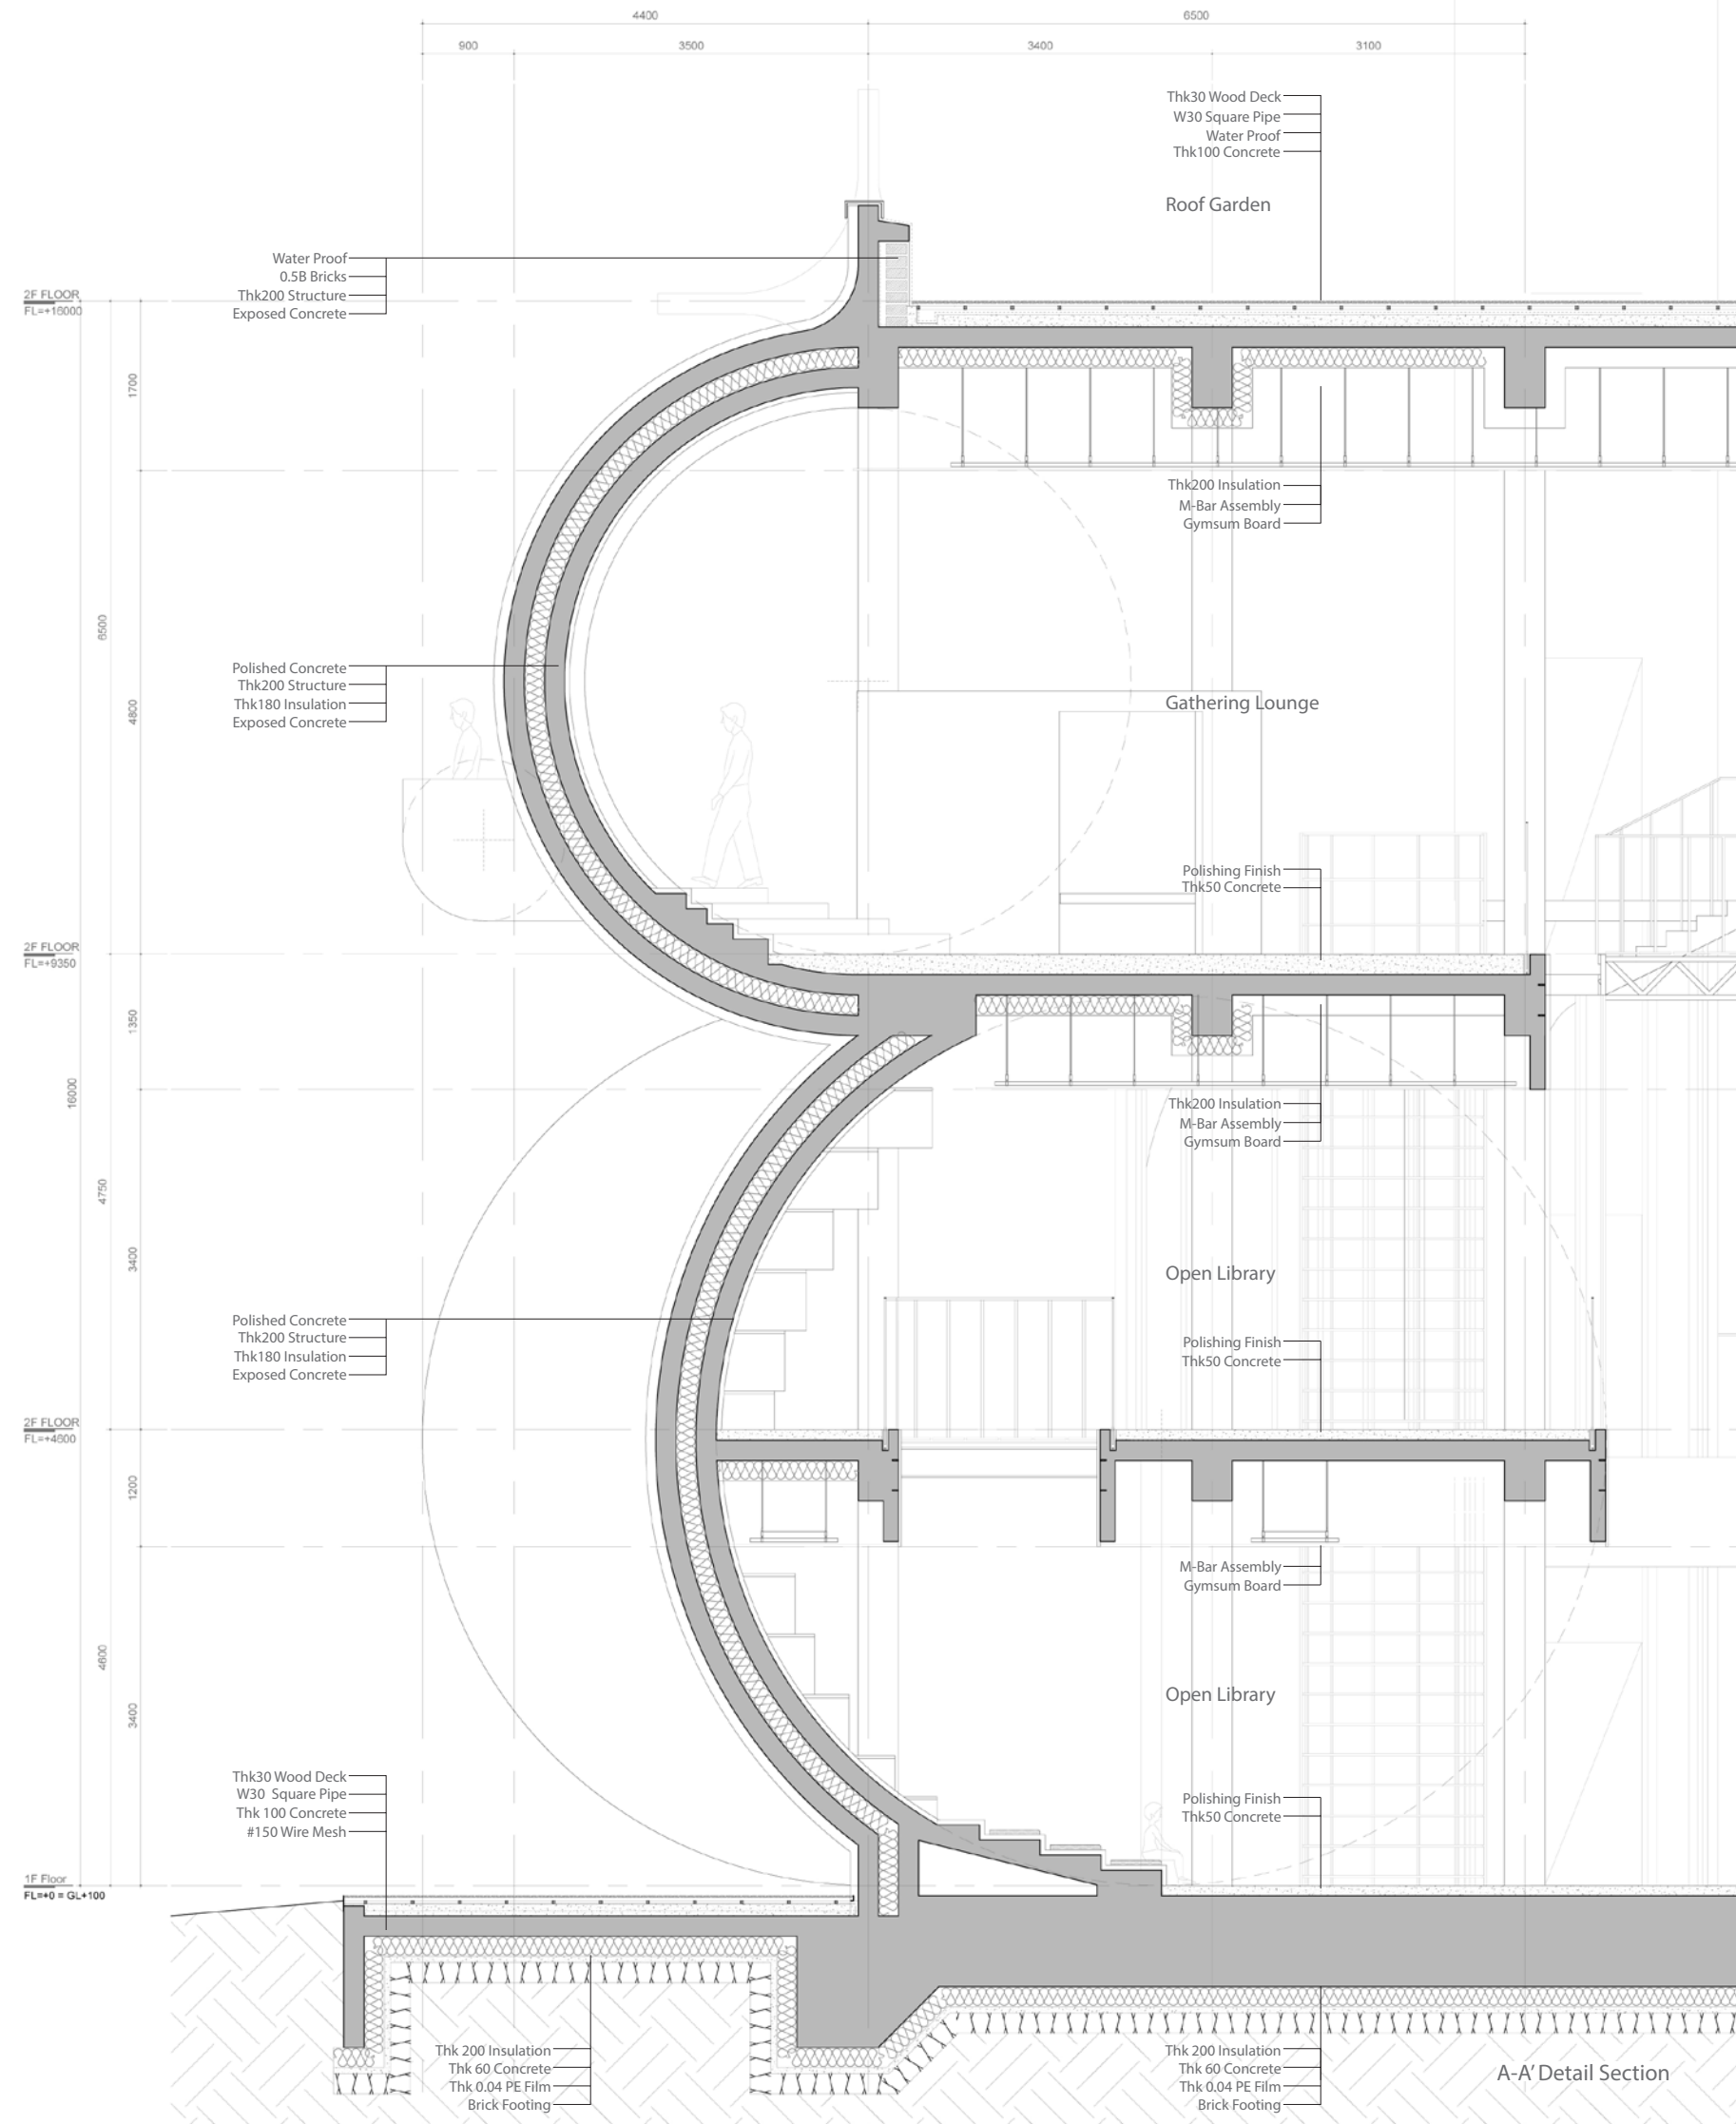 4400
6500
900
3500
3400
3100
Thk30 Wood Deck
W30 Square Pipe
Water Proof
Thk100 Concrete
Roof Garden
Water Proof
0.5B Bricks
Thk200 Structure
Exposed Concrete
2F FLOOR
FL=+16000
1700
Thk200 Insulation
M-Bar Assembly
Gymsum Board
6500
4800
Polished Concrete
Thk200 Structure
Thk180 Insulation
Exposed Concrete
Gathering Lounge
Polishing Finish
Thk50 Concrete
2F FLOOR
FL=+9350
1350
16000
Thk200 Insulation
M-Bar Assembly
Gymsum Board
4750
3400
Open Library
Polished Concrete
Thk200 Structure
Thk180 Insulation
Exposed Concrete
Polishing Finish
Thk50 Concrete
2F FLOOR
FL=+4600
1200
M-Bar Assembly
Gymsum Board
4600
3400
Open Library
Thk30 Wood Deck
W30 Square Pipe
Thk 100 Concrete
#150 Wire Mesh
Polishing Finish
Thk50 Concrete
1F Floor
FL=+0 = GL+100
Thk 200 Insulation
Thk 60 Concrete
Thk 0.04 PE Film
Brick Footing
Thk 200 Insulation
Thk 60 Concrete
Thk 0.04 PE Film
Brick Footing
A-A' Detail Section